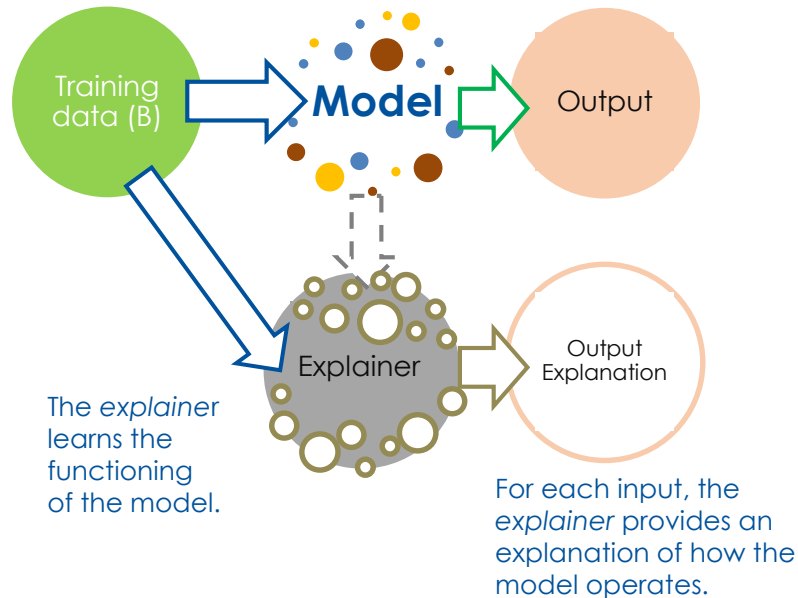 Training
data (B)
Model
Output
Explainer
Output
Explanation
The explainer
learns the
functioning
of the model.
For each input, the
explainer provides an
explanation of how the
model operates.